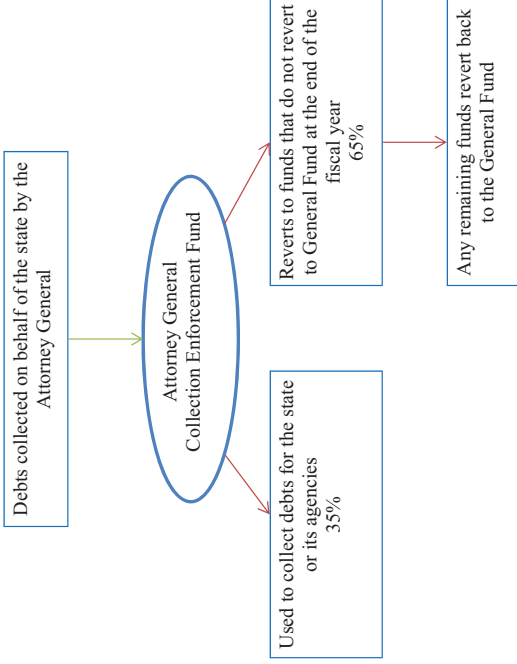 Debts collected on behalf of the state by the
Attorney General
Attorney General
Collection Enforcement Fund
Used to collect debts for the state
or its agencies
35%
Reverts to funds that do not revert
to General Fund at the end of the
fiscal year
65%
Any remaining funds revert back
to the General Fund